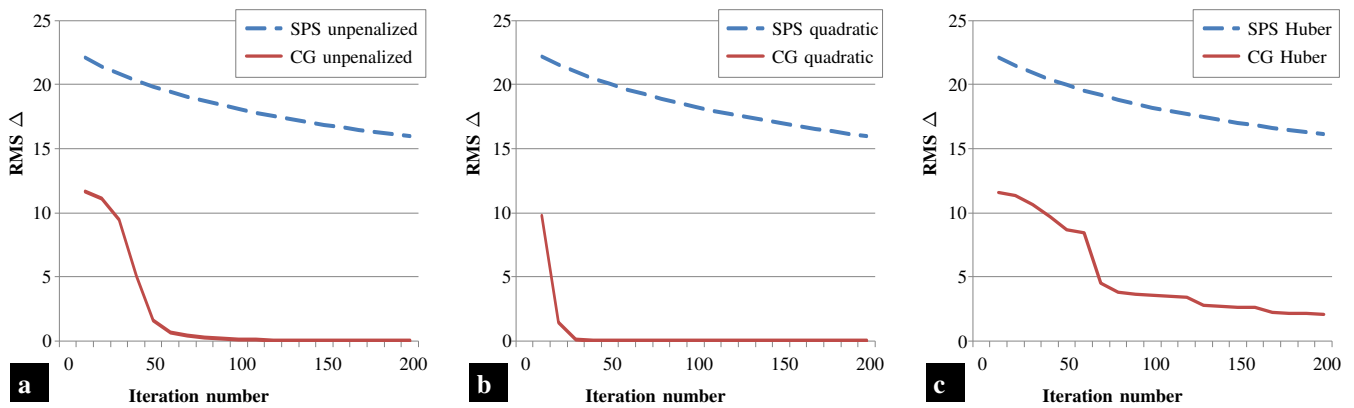 25
20
15
10
5
0
RMS △
SPS unpenalized
CG unpenalized
0 50 100 150 200
Iteration number
a
25
20
15
10
5
0
RMS △
SPS quadratic
CG quadratic
0 50 100 150 200
Iteration number
b
25
20
15
10
5
0
RMS △
SPS Huber
CG Huber
0 50 100 150 200
Iteration number
c